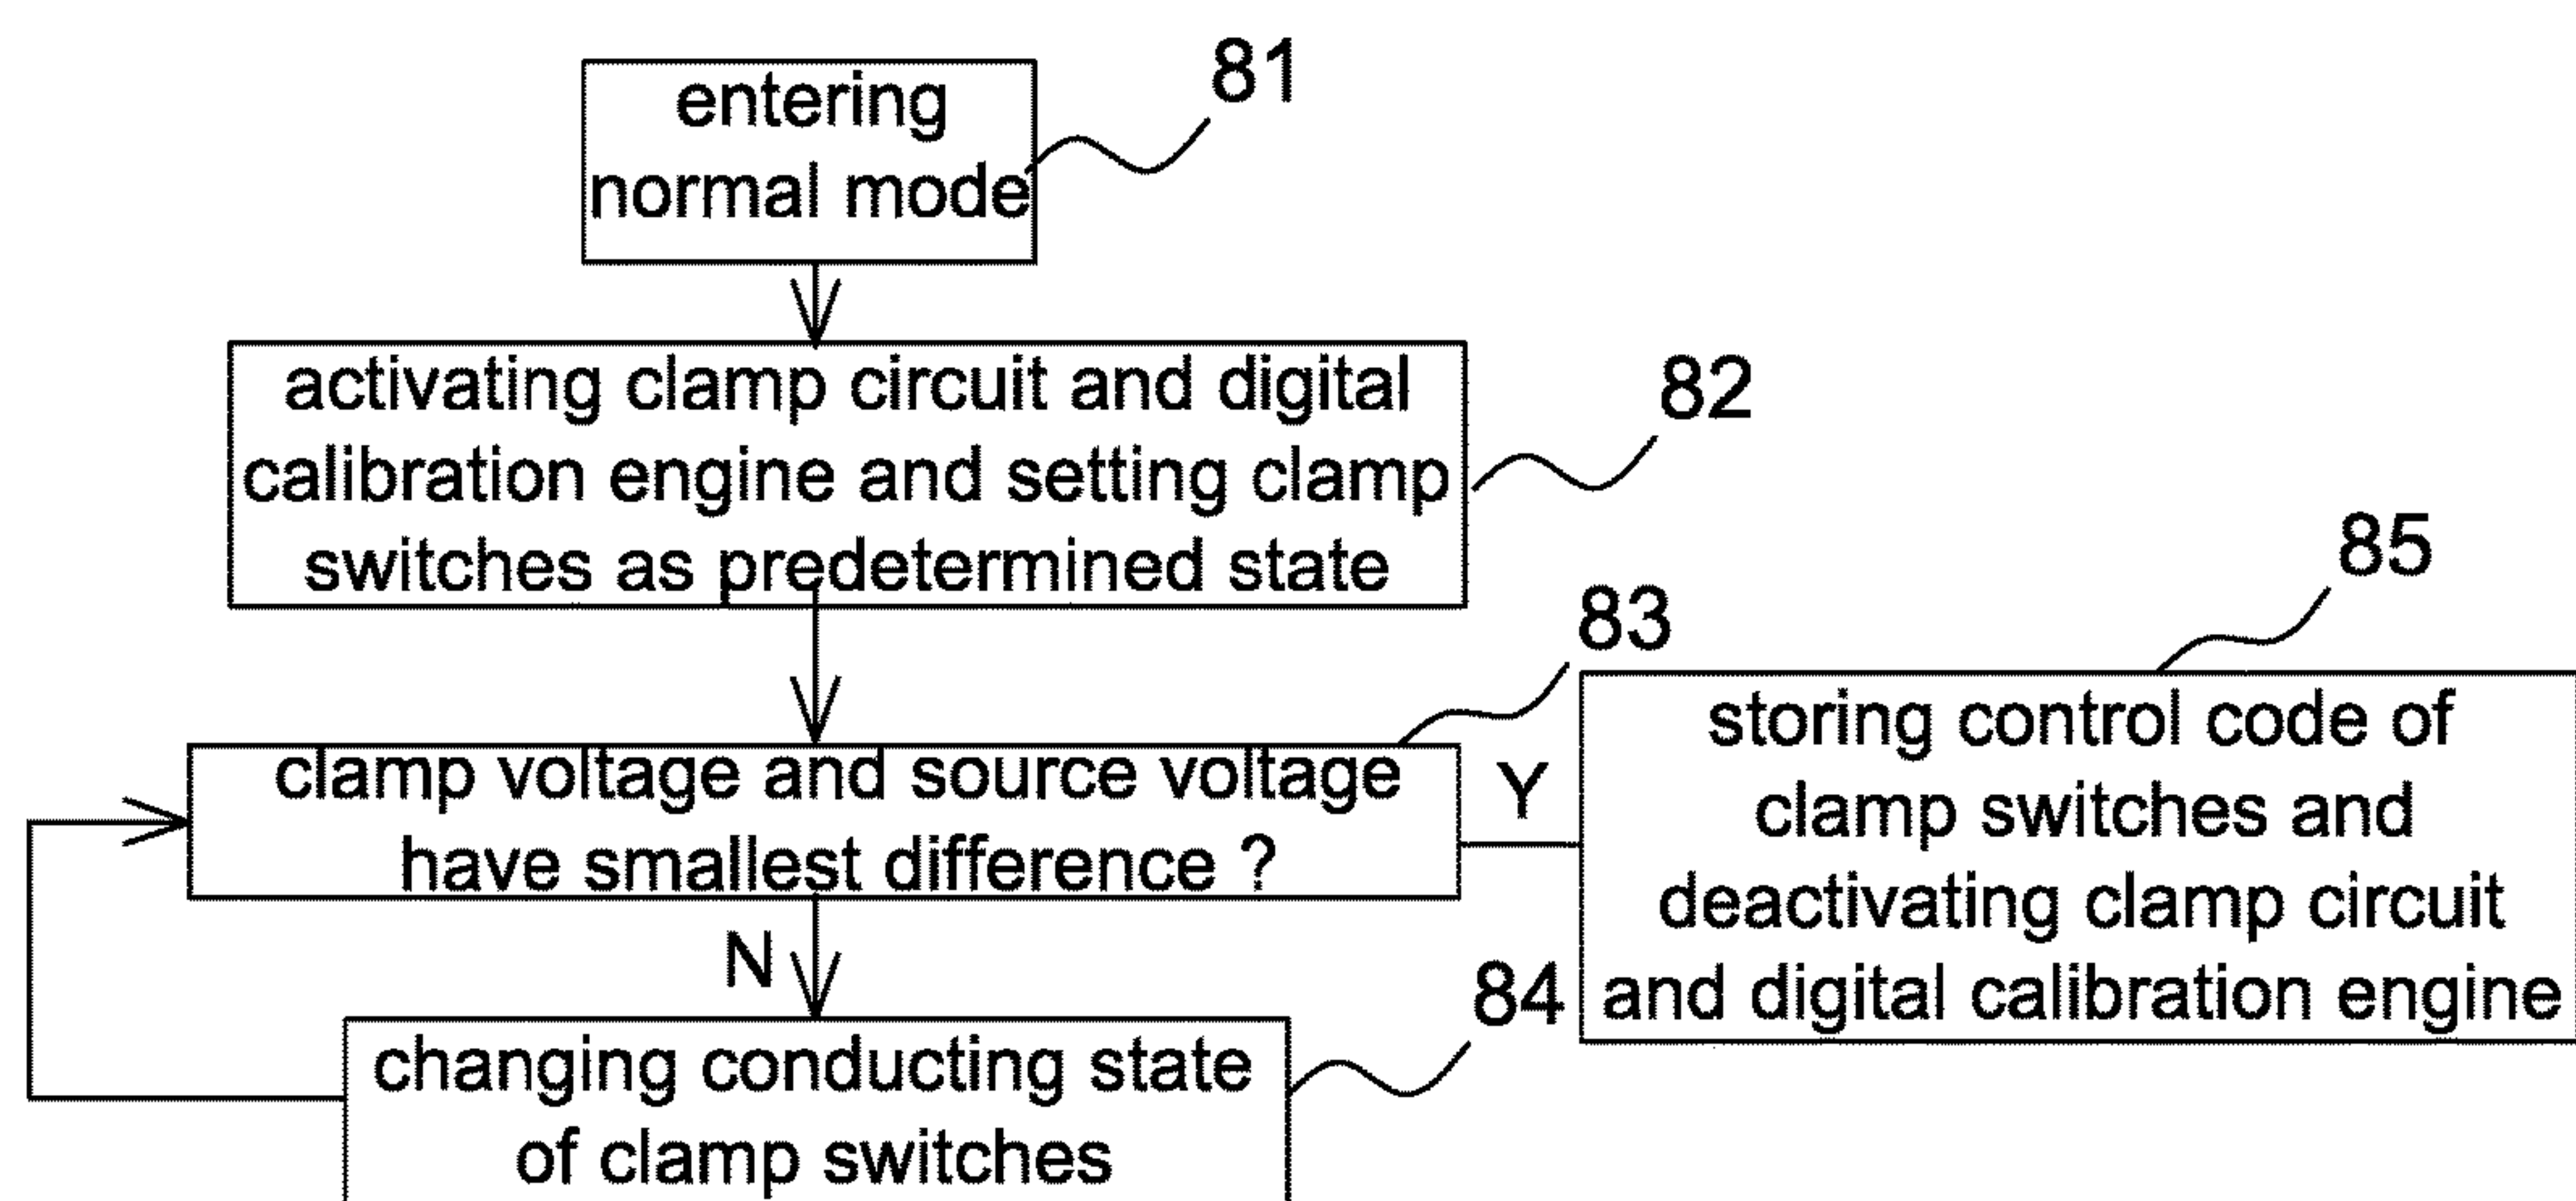 entering
normal mode
81
activating clamp circuit and digital
calibration engine and setting clamp
switches as predetermined state
82
clamp voltage and source voltage
have smallest difference ?
83
Y
N
storing control code of
clamp switches and
deactivating clamp circuit
and digital calibration engine
85
changing conducting state
of clamp switches
84